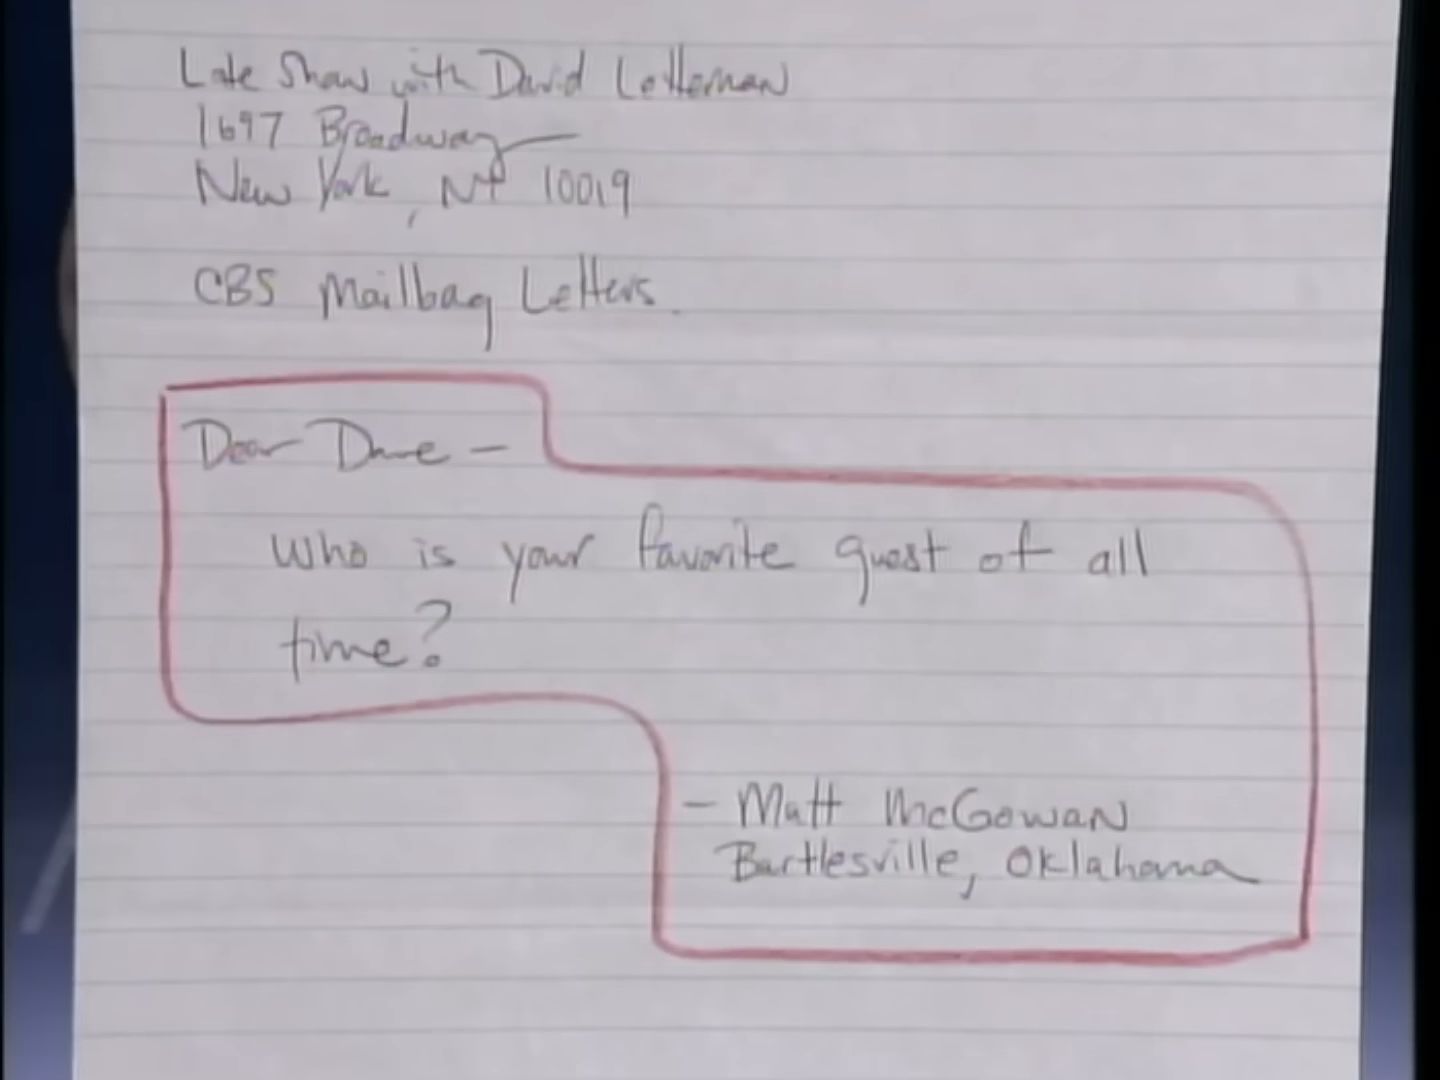 Late Show with David Letterman
1697 Broadway
New York, NY 10019
CBS Mailbag Letters.
Dear Dave -
Who is your favorite guest of all
time?
- Matt McGowan
Bartlesville, Oklahoma